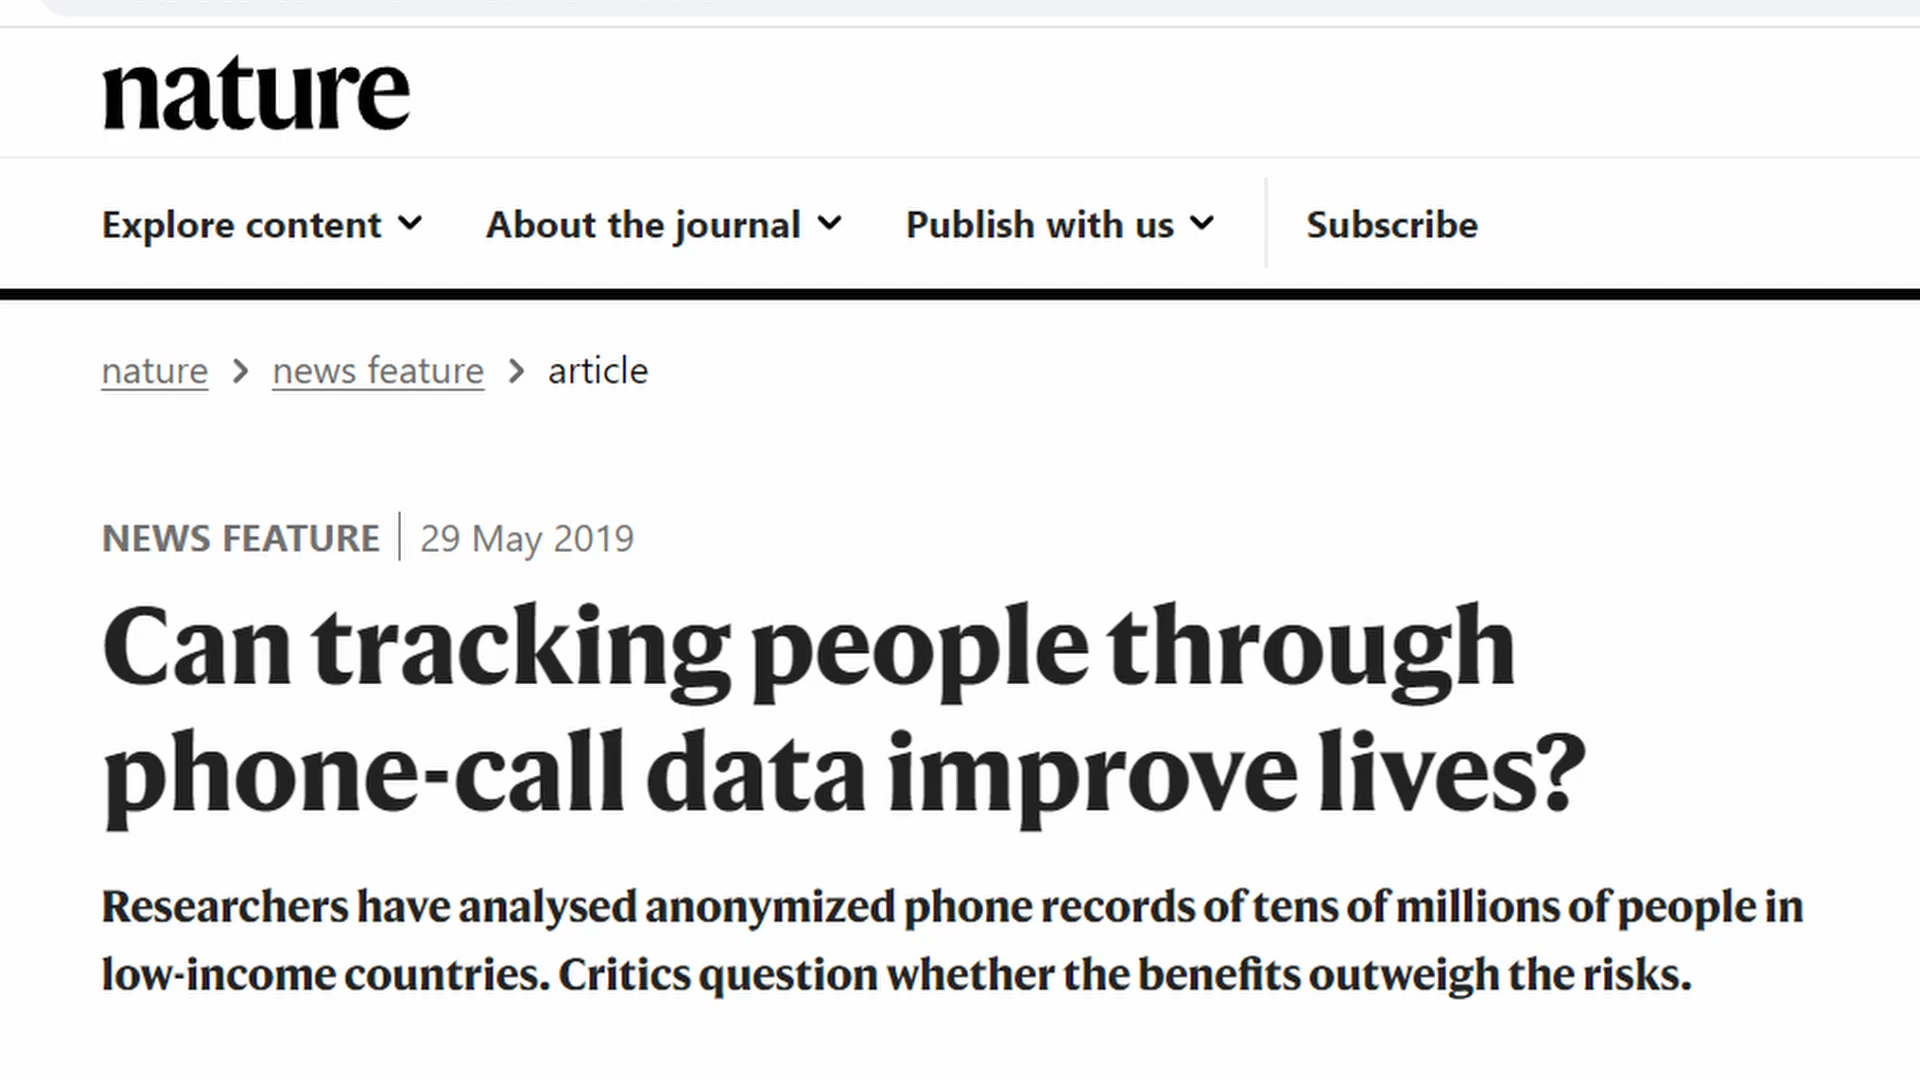 nature
Explore content About the journal Publish with us Subscribe
nature > news feature > article
NEWS FEATURE | 29 May 2019
Can tracking people through
phone-call data improve lives?
Researchers have analysed anonymized phone records of tens of millions of people in
low-income countries. Critics question whether the benefits outweigh the risks.